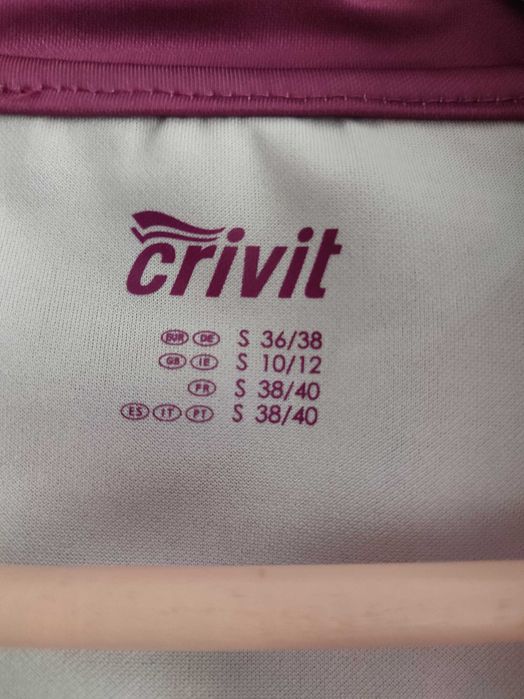 crivit
EUR DE S 36/38
GB IE S 10/12
FR S 38/40
ES IT PT S 38/40